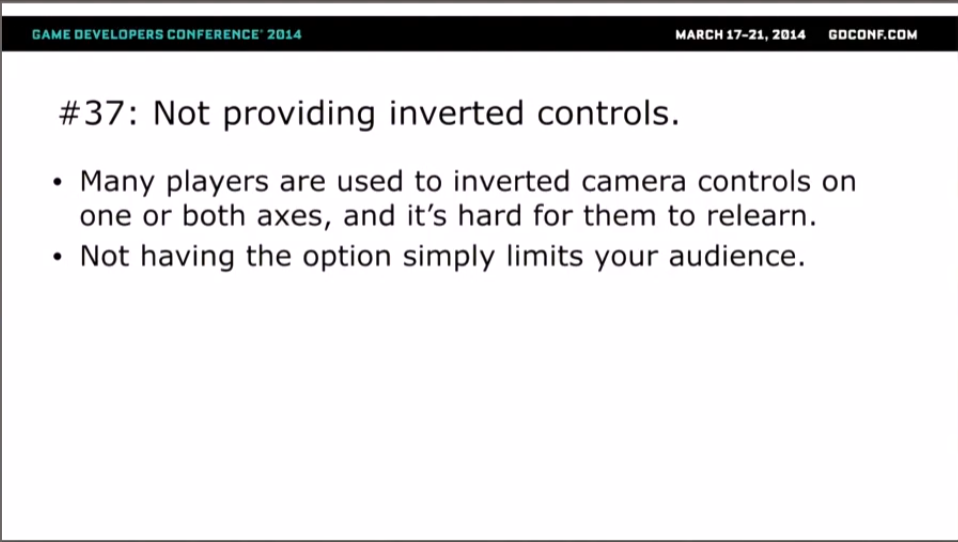 GAME DEVELOPERS CONFERENCE® 2014
MARCH 17–21, 2014 GDCONF.COM
#37: Not providing inverted controls.
• Many players are used to inverted camera controls on
one or both axes, and it’s hard for them to relearn.
• Not having the option simply limits your audience.